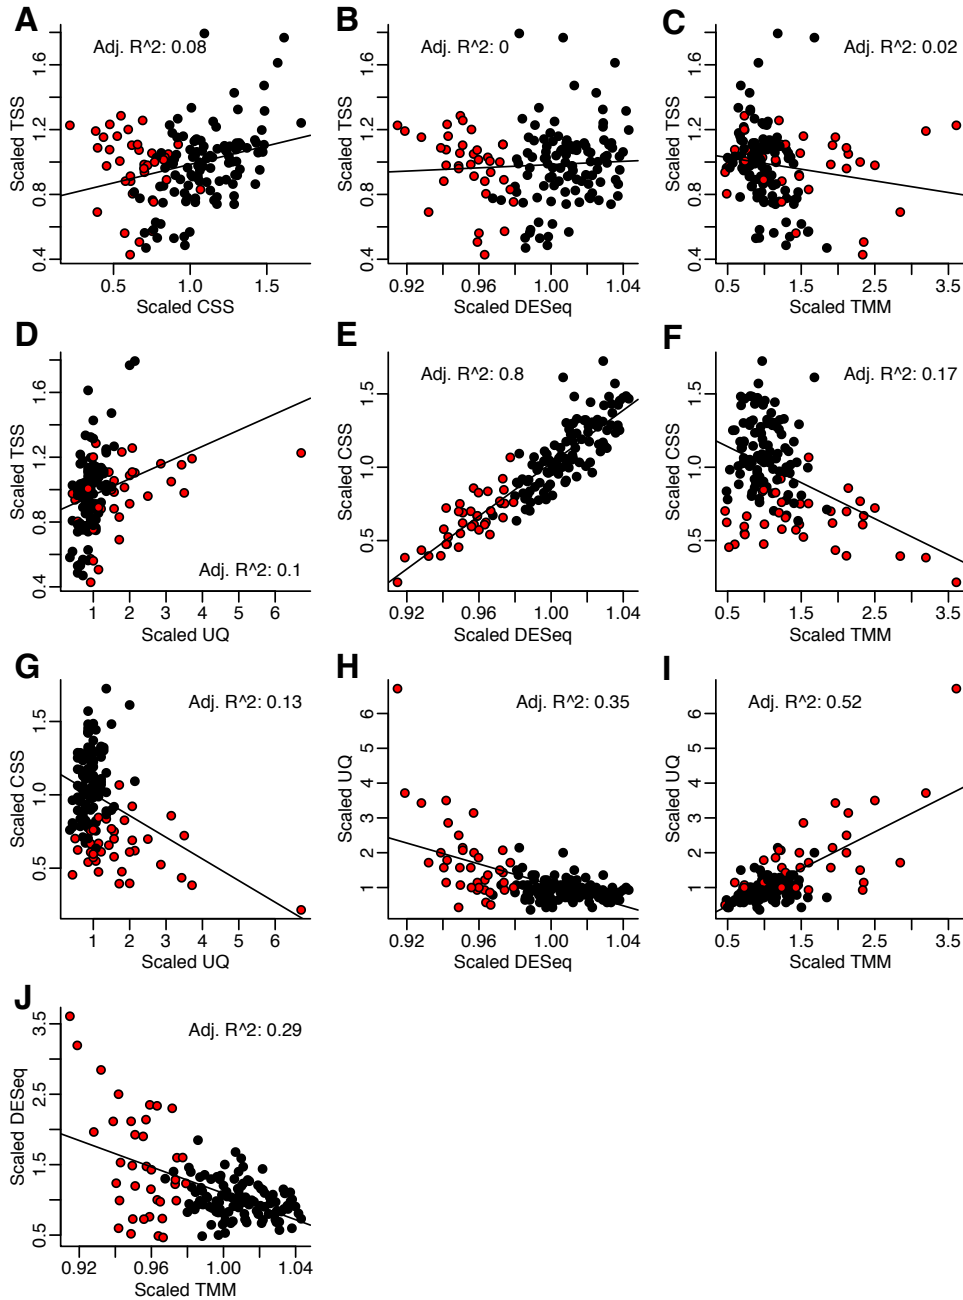 A
Adj. R^2: 0.08
Scaled TSS
0.4 0.8 1.2 1.6
0.5 1.0 1.5
Scaled CSS
B
Adj. R^2: 0
Scaled TSS
0.4 0.8 1.2 1.6
0.92 0.96 1.00 1.04
Scaled DESeq
C
Adj. R^2: 0.02
Scaled TSS
0.4 0.8 1.2 1.6
0.5 1.5 2.5 3.5
Scaled TMM
D
Adj. R^2: 0.1
Scaled TSS
0.4 0.8 1.2 1.6
1 2 3 4 5 6
Scaled UQ
E
Adj. R^2: 0.8
Scaled CSS
0.5 1.0 1.5
0.92 0.96 1.00 1.04
Scaled DESeq
F
Adj. R^2: 0.17
Scaled CSS
0.5 1.0 1.5
0.5 1.5 2.5 3.5
Scaled TMM
G
Adj. R^2: 0.13
Scaled CSS
0.5 1.0 1.5
1 2 3 4 5 6
Scaled UQ
H
Adj. R^2: 0.35
Scaled UQ
1 2 3 4 5 6
0.92 0.96 1.00 1.04
Scaled DESeq
I
Adj. R^2: 0.52
Scaled UQ
1 2 3 4 5 6
0.5 1.5 2.5 3.5
Scaled TMM
J
Adj. R^2: 0.29
Scaled DESeq
0.5 1.5 2.5 3.5
0.92 0.96 1.00 1.04
Scaled TMM